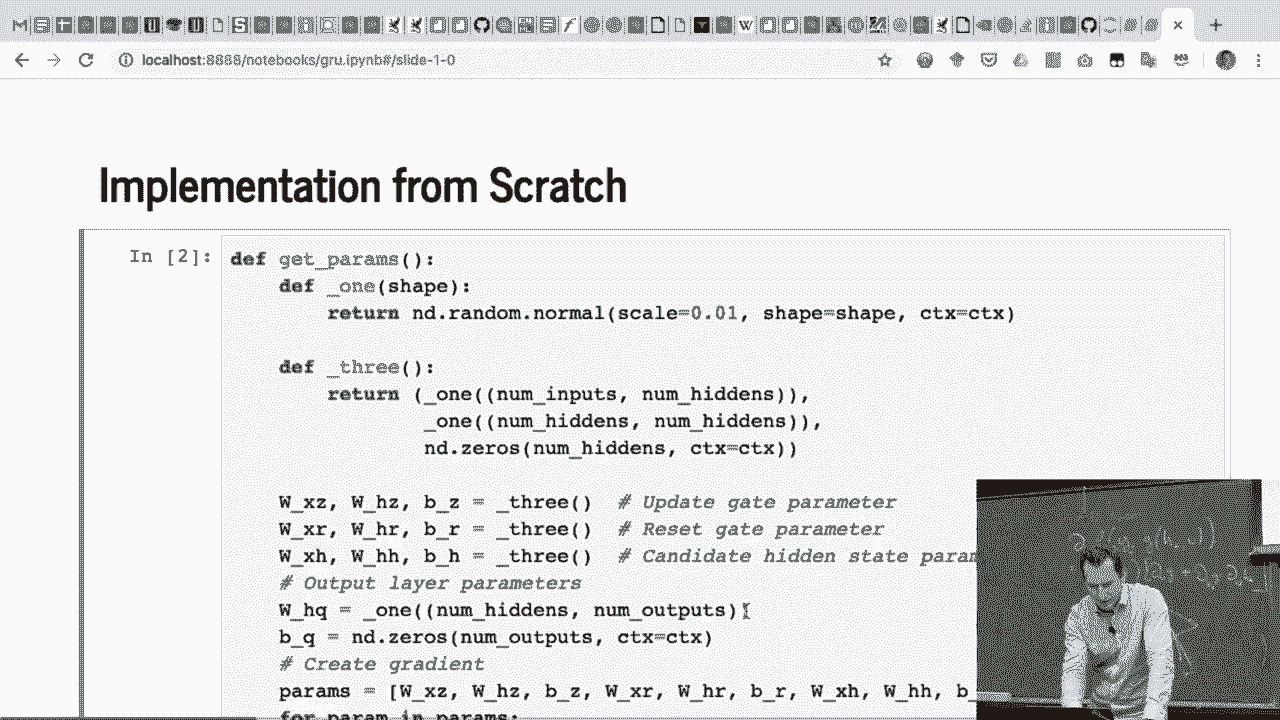 localhost:8888/notebooks/gru.ipynb#/slide-1-0
Implementation from Scratch
In [2]:
def get_params():
def _one(shape):
return nd.random.normal(scale=0.01, shape=shape, ctx=ctx)
def _three():
return (_one((num_inputs, num_hiddens)),
_one((num_hiddens, num_hiddens)),
nd.zeros(num_hiddens, ctx=ctx))
W_xz, W_hz, b_z = _three() # Update gate parameter
W_xr, W_hr, b_r = _three() # Reset gate parameter
W_xh, W_hh, b_h = _three() # Candidate hidden state param
# Output layer parameters
W_hq = _one((num_hiddens, num_outputs))
b_q = nd.zeros(num_outputs, ctx=ctx)
# Create gradient
params = [W_xz, W_hz, b_z, W_xr, W_hr, b_r, W_xh, W_hh, b_
for param in params: